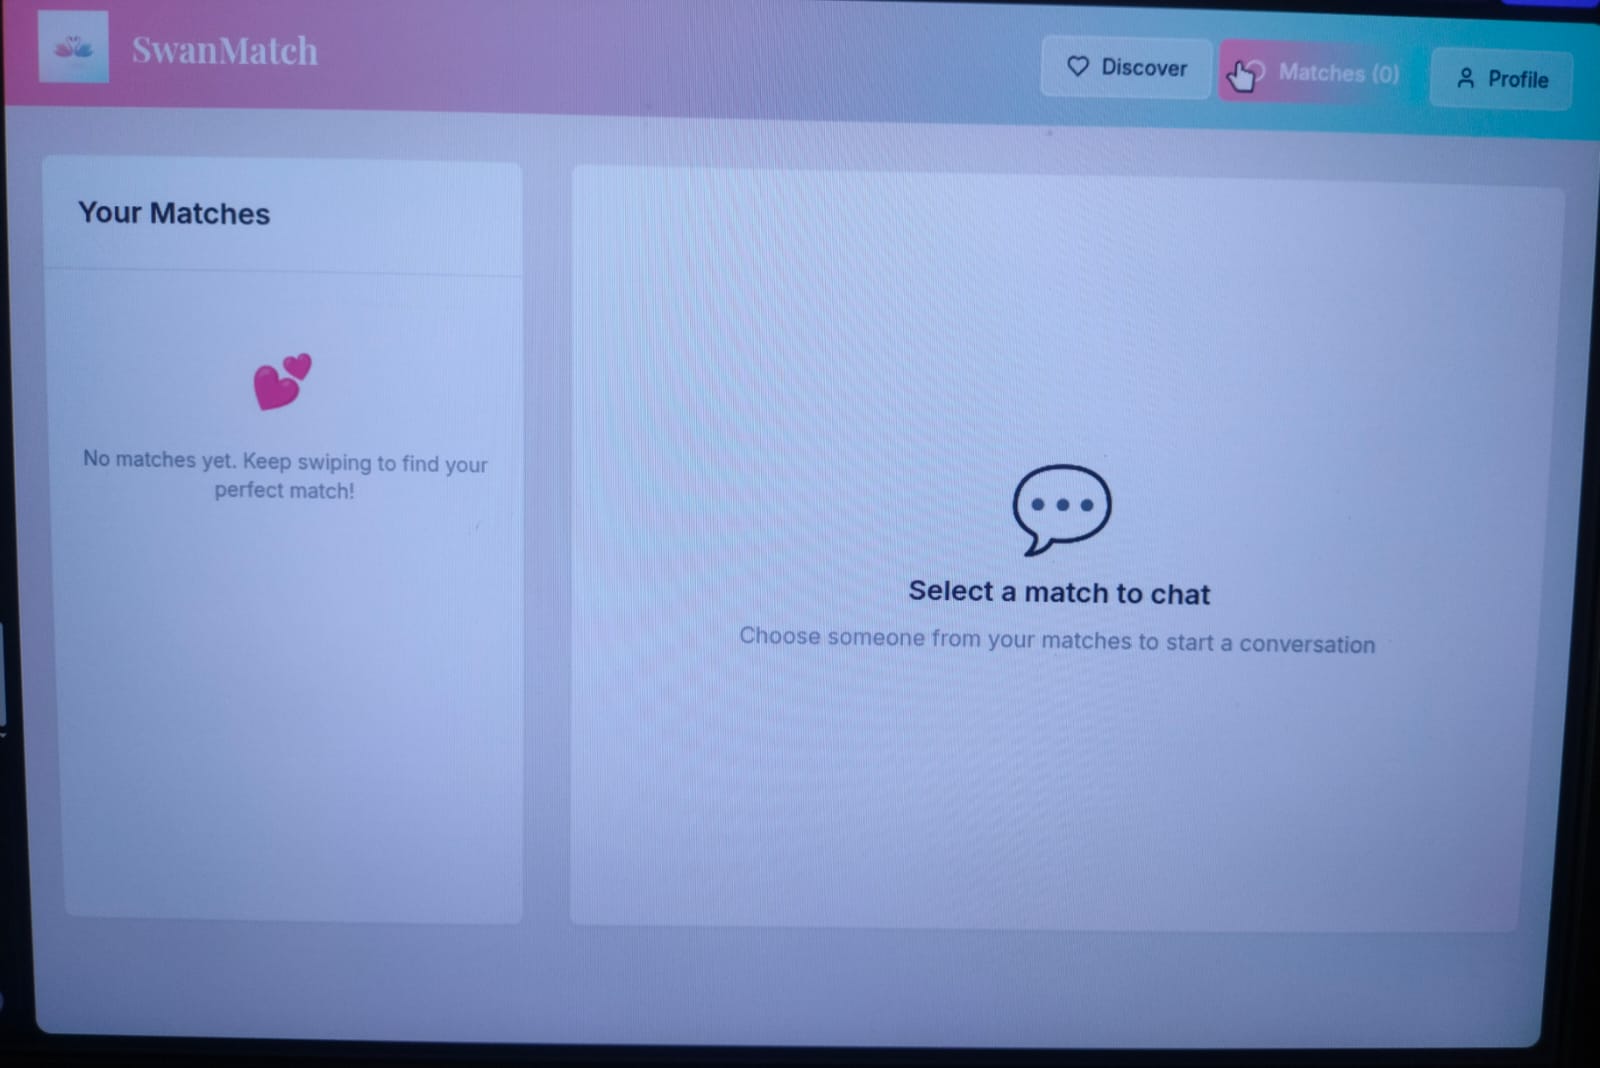 SwanMatch
Discover
Matches (0)
Profile
Your Matches
No matches yet. Keep swiping to find your
perfect match!
Select a match to chat
Choose someone from your matches to start a conversation